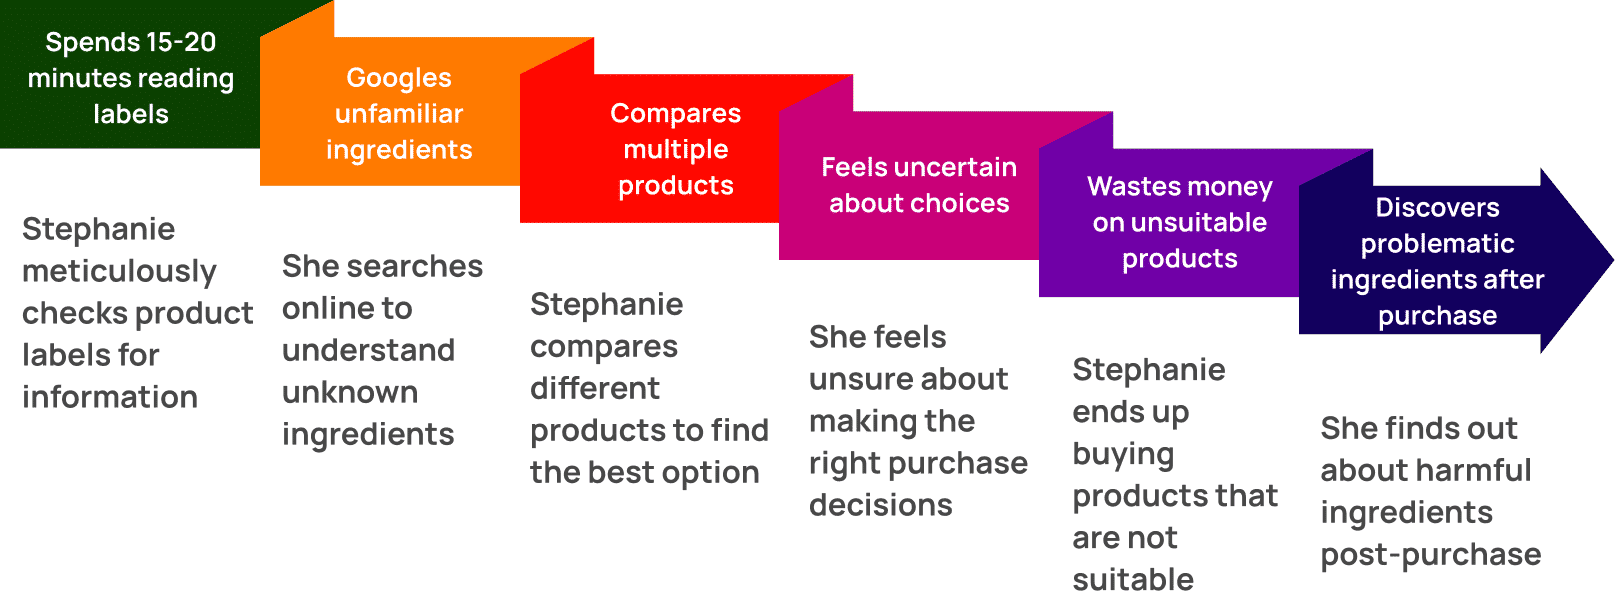 Spends 15-20
minutes reading
labels
Stephanie
meticulously
checks product
labels for
information
Googles
unfamiliar
ingredients
She searches
online to
understand
unknown
ingredients
Compares
multiple
products
Stephanie
compares
different
products to find
the best option
Feels uncertain
about choices
She feels
unsure about
making the
right purchase
decisions
Wastes money
on unsuitable
products
Stephanie
ends up
buying
products that
are not
suitable
Discovers
problematic
ingredients after
purchase
She finds out
about harmful
ingredients
post-purchase